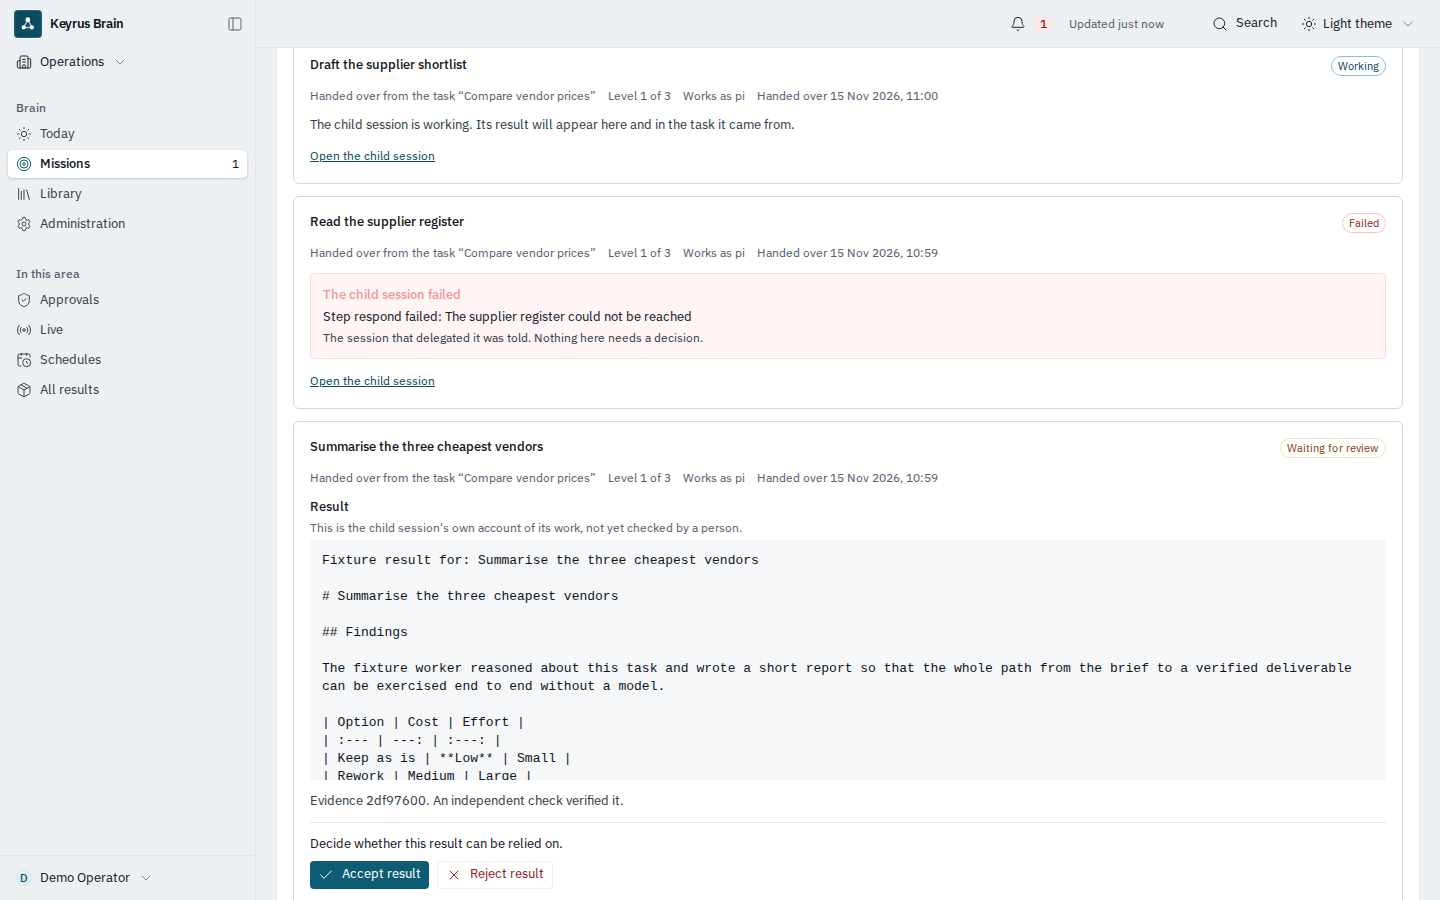 Keyrus Brain
1
Updated just now
Search
Light theme
Operations
Brain
Today
Missions
1
Library
Administration
In this area
Approvals
Live
Schedules
All results
Demo Operator
D
Draft the supplier shortlist
Working
Handed over from the task “Compare vendor prices” Level 1 of 3 Works as pi Handed over 15 Nov 2026, 11:00
The child session is working. Its result will appear here and in the task it came from.
Open the child session
Read the supplier register
Failed
Handed over from the task “Compare vendor prices” Level 1 of 3 Works as pi Handed over 15 Nov 2026, 10:59
The child session failed
Step respond failed: The supplier register could not be reached
The session that delegated it was told. Nothing here needs a decision.
Open the child session
Summarise the three cheapest vendors
Waiting for review
Handed over from the task “Compare vendor prices” Level 1 of 3 Works as pi Handed over 15 Nov 2026, 10:59
Result
This is the child session's own account of its work, not yet checked by a person.
Fixture result for: Summarise the three cheapest vendors
# Summarise the three cheapest vendors
## Findings
The fixture worker reasoned about this task and wrote a short report so that the whole path from the brief to a verified deliverable
can be exercised end to end without a model.
| Option | Cost | Effort |
| :--- | ---: | :---: |
| Keep as is | **Low** | Small |
| Rework | Medium | Large |
Evidence 2df97600. An independent check verified it.
Decide whether this result can be relied on.
Accept result
Reject result